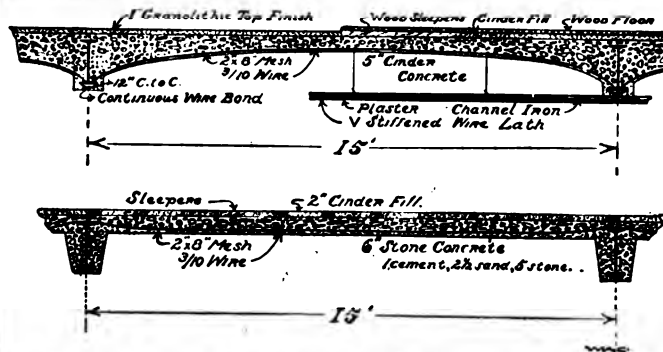 1" Granolithic Top Finish
Wood Sleepers Cinder Fill Wood Floor
2"x8" Mesh
3/10 Wire
5" Cinder
Concrete
12" C. to C.
Continuous Wire Bond
Plaster Channel Iron
V Stiffened Wire Lath
15'
Sleepers 2" Cinder Fill.
2"x8" Mesh
3/10 Wire
6" Stone Concrete
1 cement, 2½ sand, 5 stone.
15'